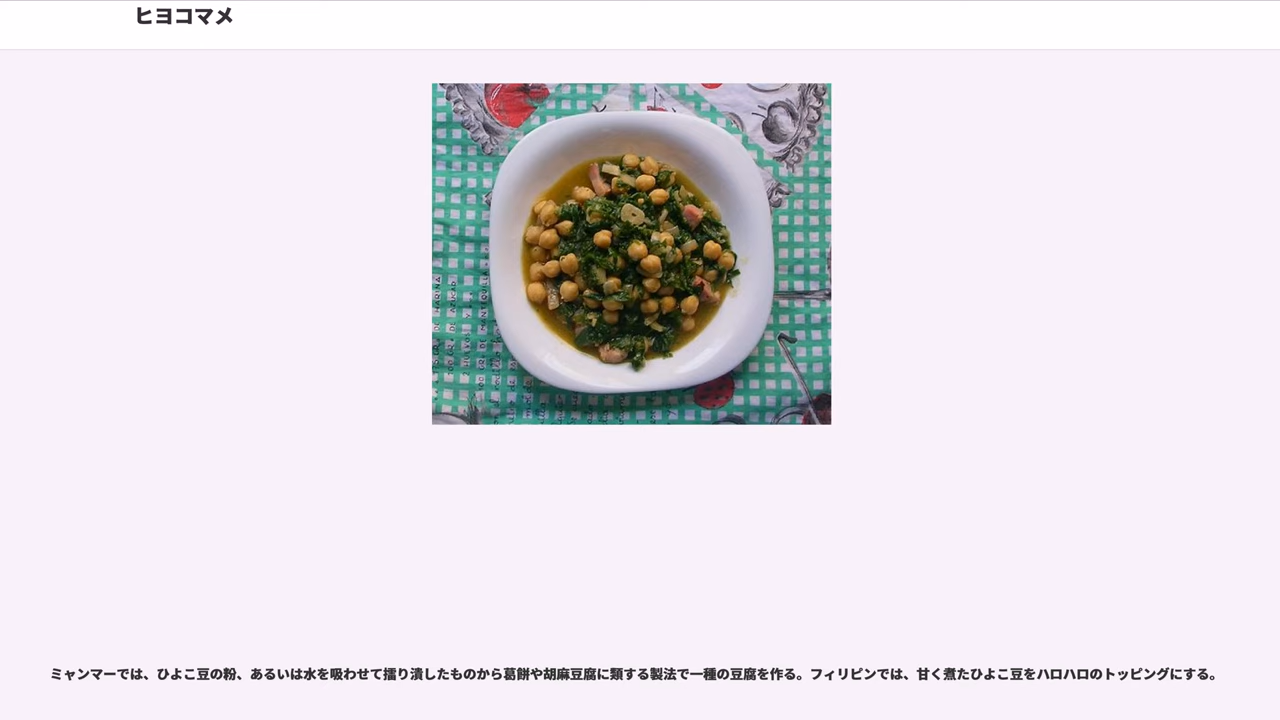 ヒヨコマメ
ミャンマーでは、ひよこ豆の粉、あるいは水を吸わせて擂り潰したものから葛餅や胡麻豆腐に類する製法で一種の豆腐を作る。フィリピンでは、甘く煮たひよこ豆をハロハロのトッピングにする。